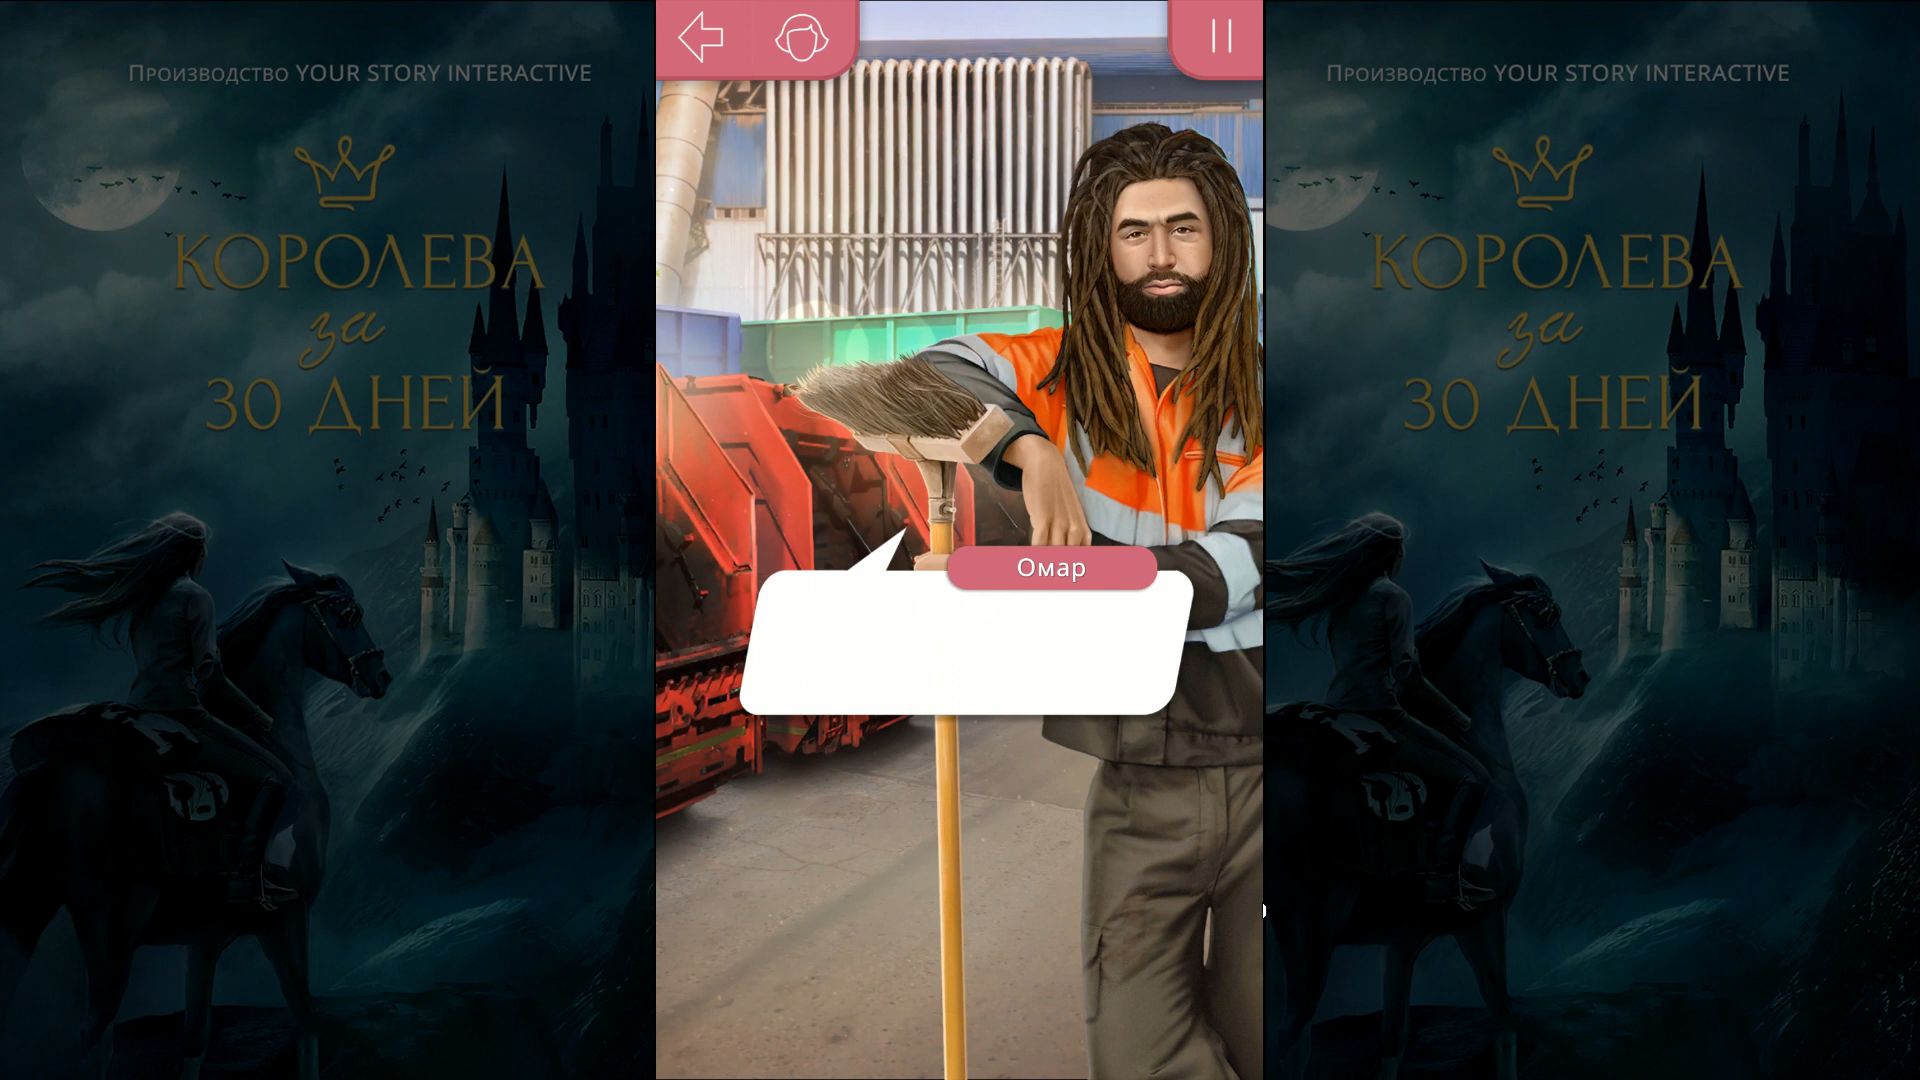 Производство YOUR STORY INTERACTIVE
КОРОЛЕВА
за
30 ДНЕЙ
Омар
Производство YOUR STORY INTERACTIVE
КОРОЛЕВА
за
30 ДНЕЙ